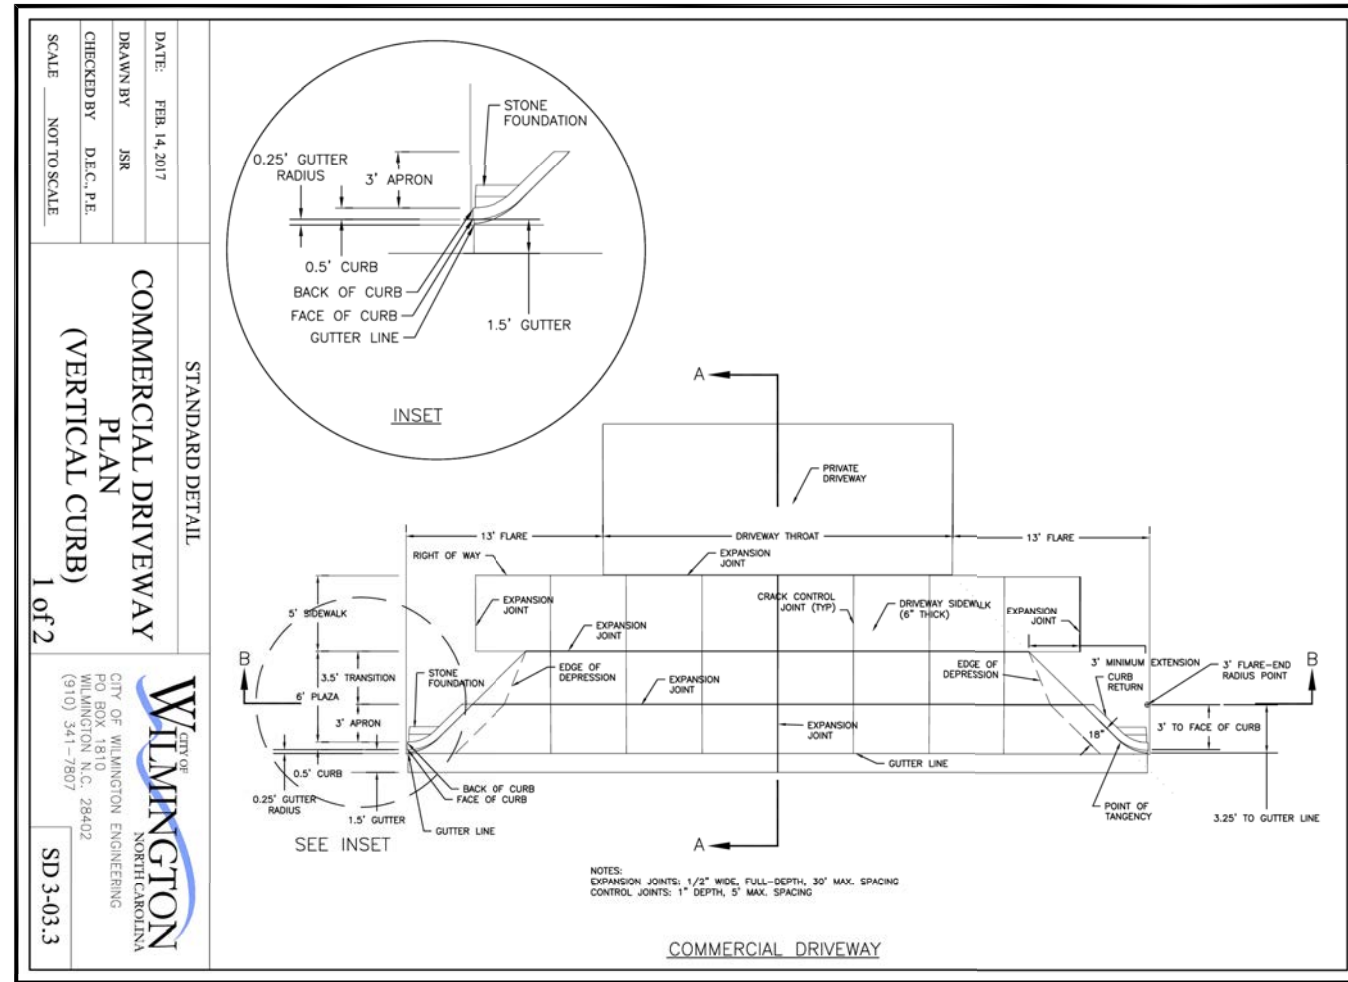 DATE: FEB. 14, 2017
DRAWN BY JSR
CHECKED BY D.E.C., P.E.
SCALE NOT TO SCALE
STANDARD DETAIL
COMMERCIAL DRIVEWAY
PLAN
(VERTICAL CURB)
1 of 2
CITY OF
WILMINGTON
NORTH CAROLINA
CITY OF WILMINGTON ENGINEERING
PO BOX 1810
WILMINGTON N.C. 28402
(910) 341-7807
SD 3-03.3
STONE
FOUNDATION
0.25' GUTTER
RADIUS
3' APRON
0.5' CURB
BACK OF CURB
FACE OF CURB
GUTTER LINE
1.5' GUTTER
INSET
A
PRIVATE
DRIVEWAY
13' FLARE
DRIVEWAY THROAT
13' FLARE
RIGHT OF WAY
EXPANSION
JOINT
5' SIDEWALK
EXPANSION
JOINT
EXPANSION
JOINT
CRACK CONTROL
JOINT (TYP)
DRIVEWAY SIDEWALK
(6" THICK)
EXPANSION
JOINT
B
3.5' TRANSITION
6' PLAZA
3' APRON
STONE
FOUNDATION
EDGE OF
DEPRESSION
EXPANSION
JOINT
EXPANSION
JOINT
EDGE OF
DEPRESSION
3' MINIMUM EXTENSION
CURB
RETURN
3' FLARE-END
RADIUS POINT
B
3' TO FACE OF CURB
18"
0.5' CURB
0.25' GUTTER
RADIUS
1.5' GUTTER
BACK OF CURB
FACE OF CURB
GUTTER LINE
GUTTER LINE
POINT OF
TANGENCY
3.25' TO GUTTER LINE
SEE INSET
A
NOTES:
EXPANSION JOINTS: 1/2" WIDE, FULL-DEPTH, 30' MAX. SPACING
CONTROL JOINTS: 1" DEPTH, 5' MAX. SPACING
COMMERCIAL DRIVEWAY